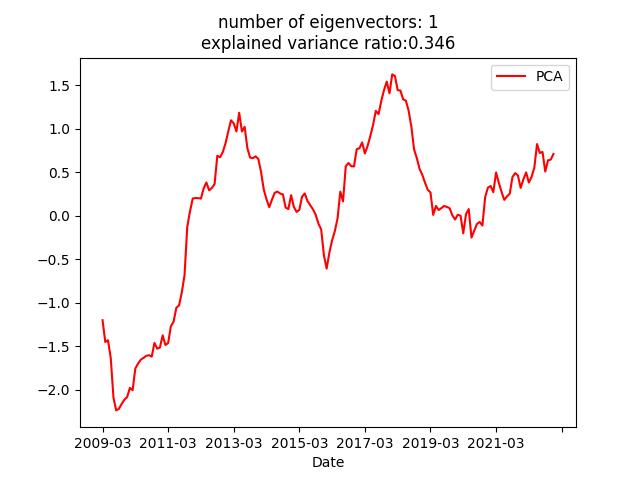 number of eigenvectors: 1
explained variance ratio:0.346
PCA
1.5
1.0
0.5
0.0
−0.5
−1.0
−1.5
−2.0
2009-03 2011-03 2013-03 2015-03 2017-03 2019-03 2021-03
Date